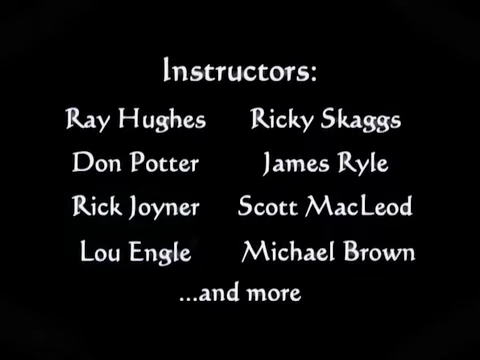 Instructors:
Ray Hughes Ricky Skaggs
Don Potter James Ryle
Rick Joyner Scott MacLeod
Lou Engle Michael Brown
...and more